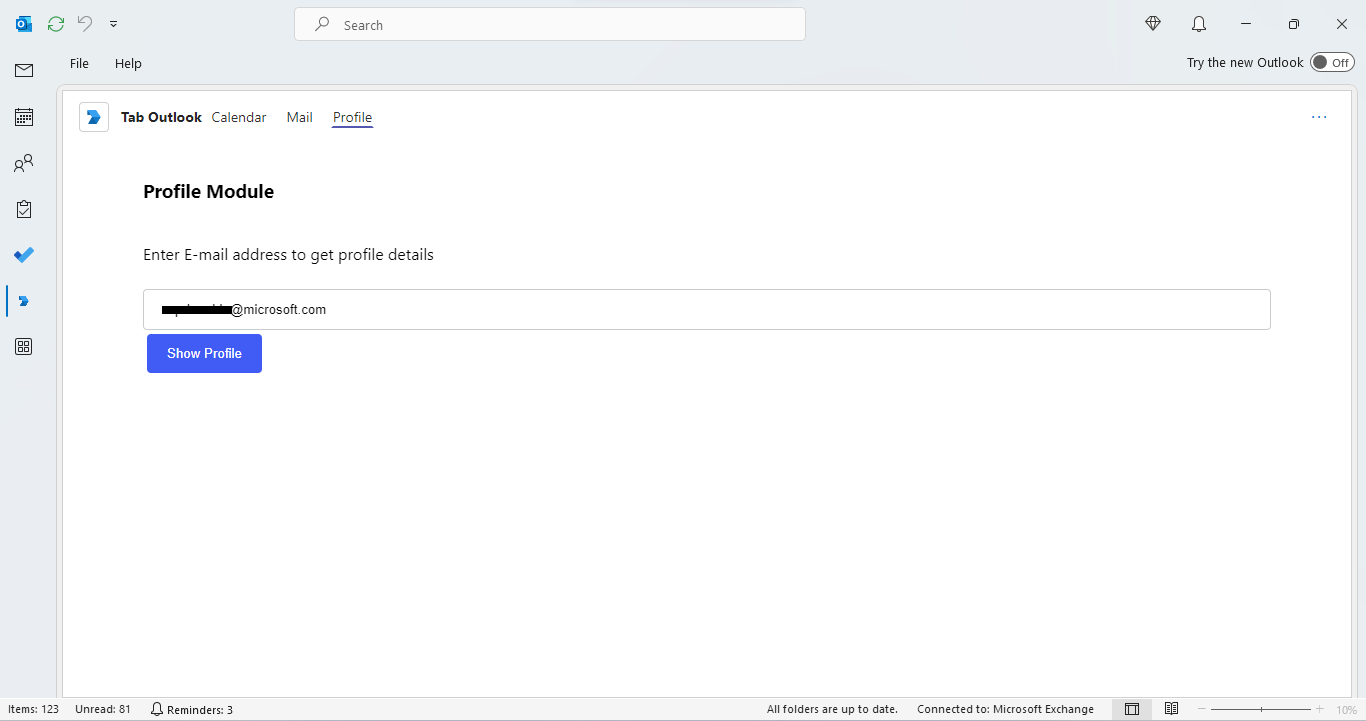 Search
File Help
Try the new Outlook Off
Tab Outlook Calendar Mail Profile
Profile Module
Enter E-mail address to get profile details
@microsoft.com
Show Profile
Items: 123 Unread: 81 Reminders: 3 All folders are up to date. Connected to: Microsoft Exchange 10%